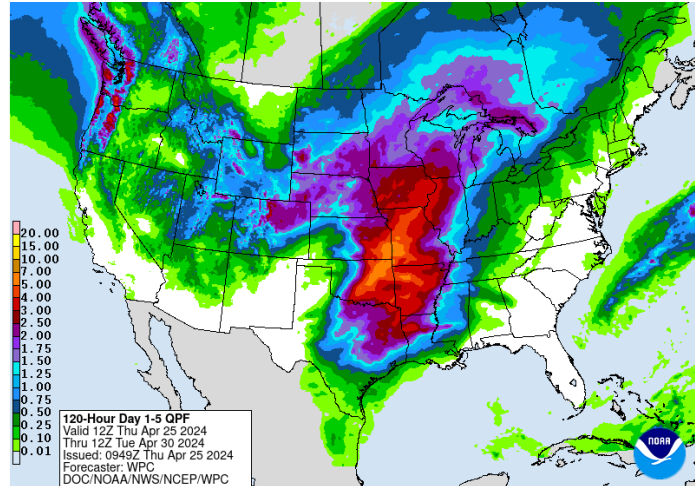 20.00
15.00
10.00
7.00
5.00
4.00
3.00
2.50
2.00
1.75
1.50
1.25
1.00
0.75
0.50
0.25
0.10
0.01
120-Hour Day 1-5 QPF
Valid 12Z Thu Apr 25 2024
Thru 12Z Tue Apr 30 2024
Issued: 0949Z Thu Apr 25 2024
Forecaster: WPC
DOC/NOAA/NWS/NCEP/WPC
NOAA